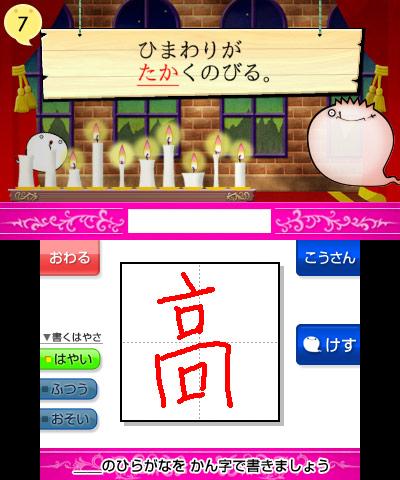 7
ひまわりが
たかくのびる。
おわる
こうさん
▼書くはやさ
はやい
ふつう
おそい
高
けす
___のひらがなを かん字で書きましょう